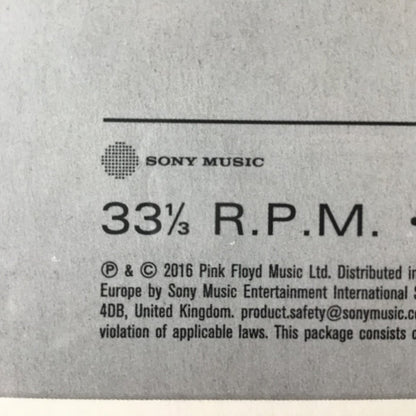 SONY MUSIC
33⅓ R.P.M. •
℗ & © 2016 Pink Floyd Music Ltd. Distributed in
Europe by Sony Music Entertainment International S
4DB, United Kingdom. product.safety@sonymusic.c
violation of applicable laws. This package consists o